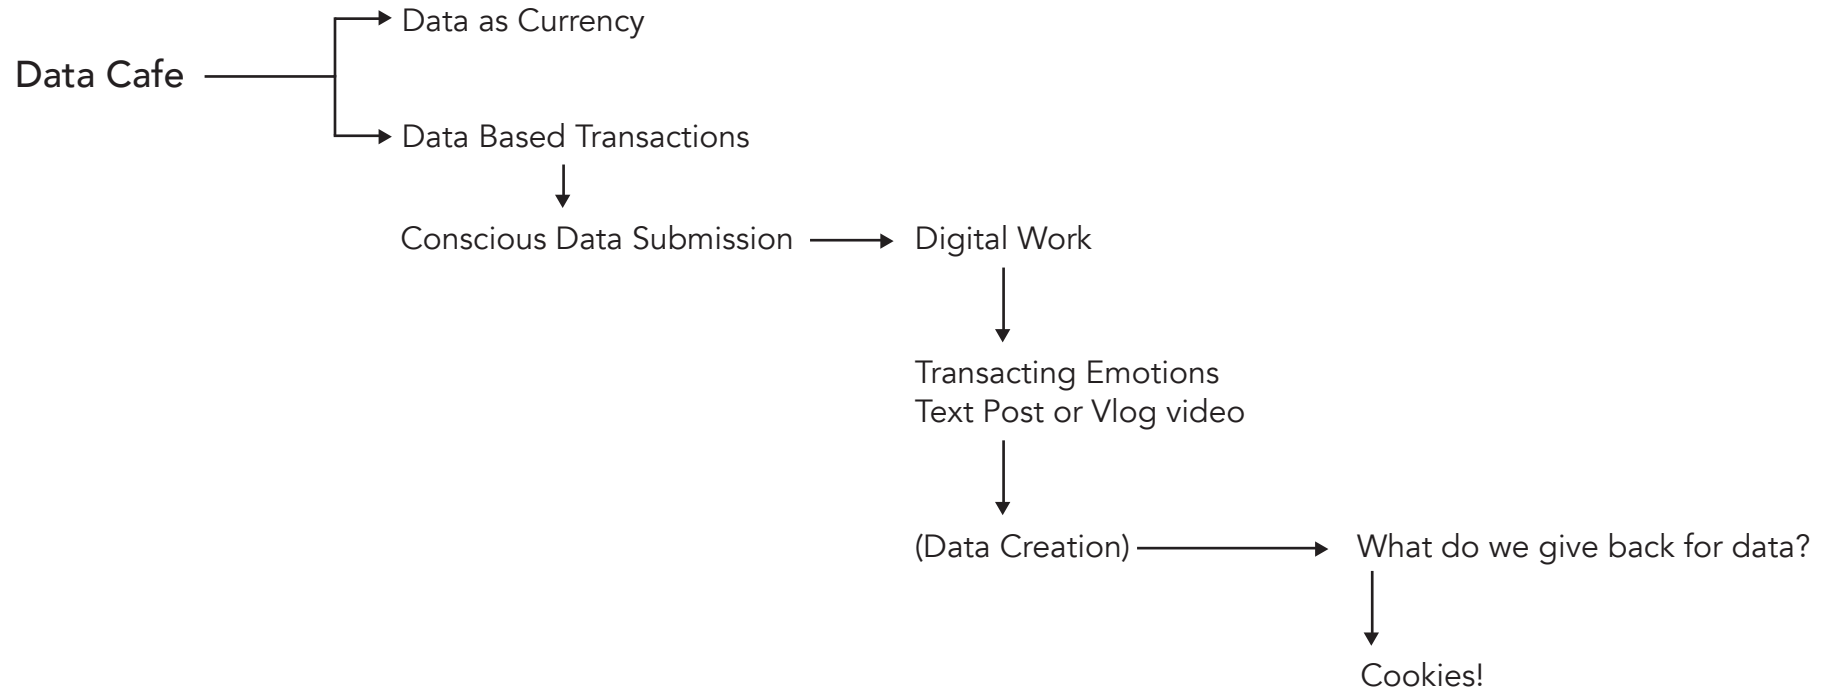 Data as Currency
Data Cafe
Data Based Transactions
Conscious Data Submission
Digital Work
Transacting Emotions
Text Post or Vlog video
(Data Creation)
What do we give back for data?
Cookies!